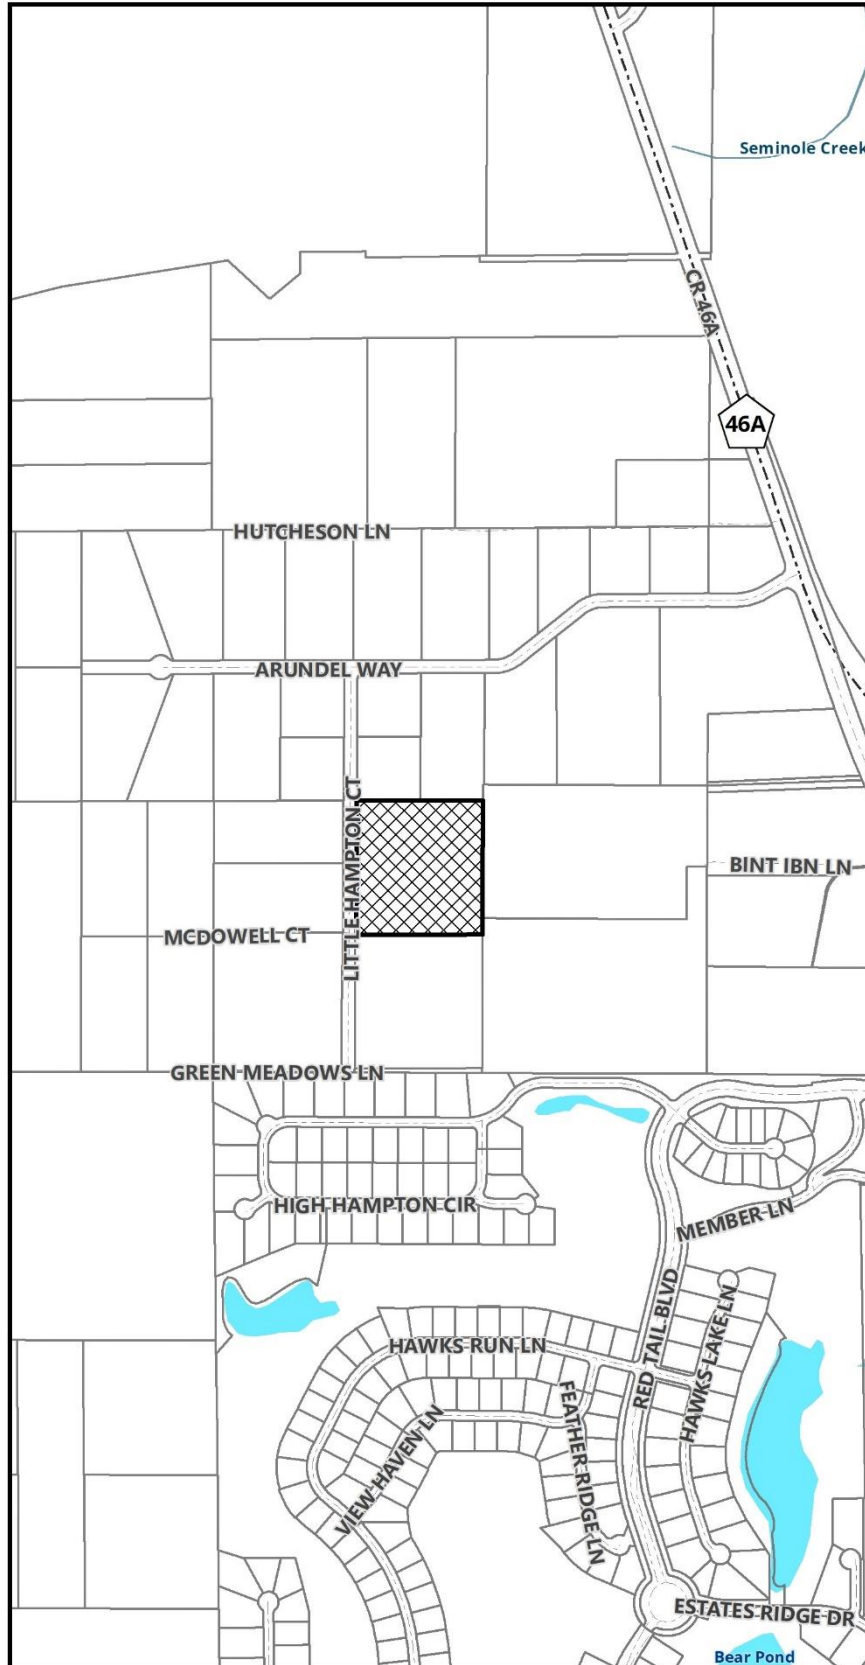 Seminole Creek
CR 46A
46A
HUTCHESON LN
ARUNDEL WAY
LITTLE HAMPTON CT
BINT IBN LN
MCDOWELL CT
GREEN MEADOWS LN
HIGH HAMPTON CIR
MEMBER LN
RED TAIL BLVD
HAWKS LAKE LN
HAWKS RUN LN
FEATHER RIDGE LN
VIEW HAVEN LN
ESTATES RIDGE DR
Bear Pond